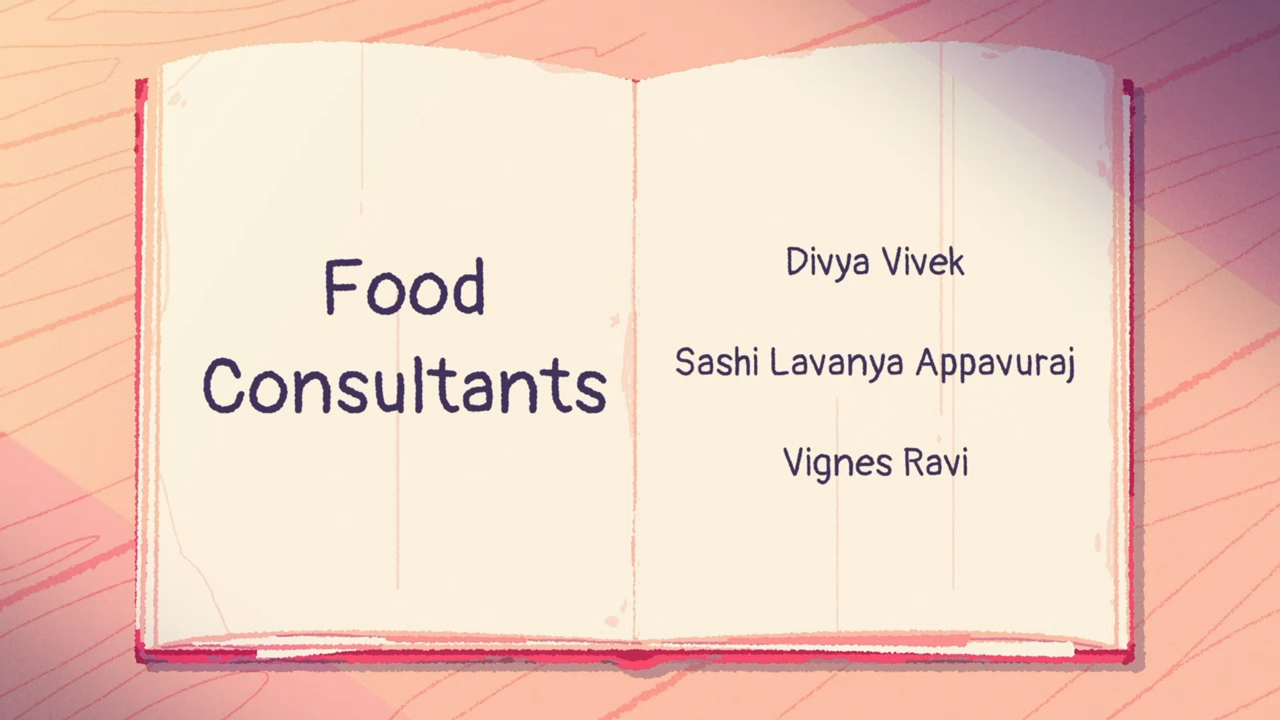 Food
Consultants
Divya Vivek
Sashi Lavanya Appavuraj
Vignes Ravi